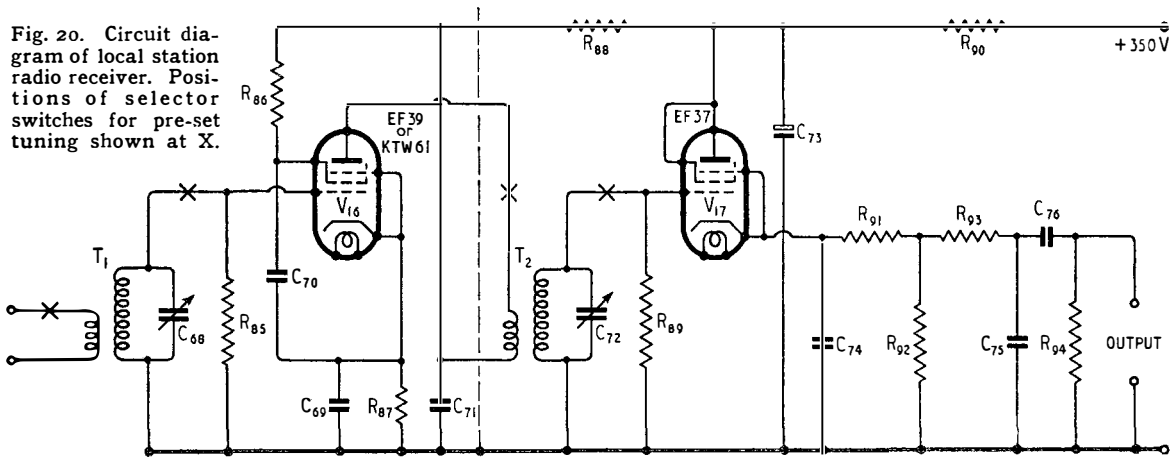 Fig. 20. Circuit dia-
gram of local station
radio receiver. Posi-
tions of selector
switches for pre-set
tuning shown at X.
R88
R90
+350V
R86
EF39
or
KTW61
EF37
C73
V16
V17
T1
C68
R85
C70
T2
C72
R89
R91
R93
C76
C69
R87
C71
C74
R92
C75
R94
OUTPUT